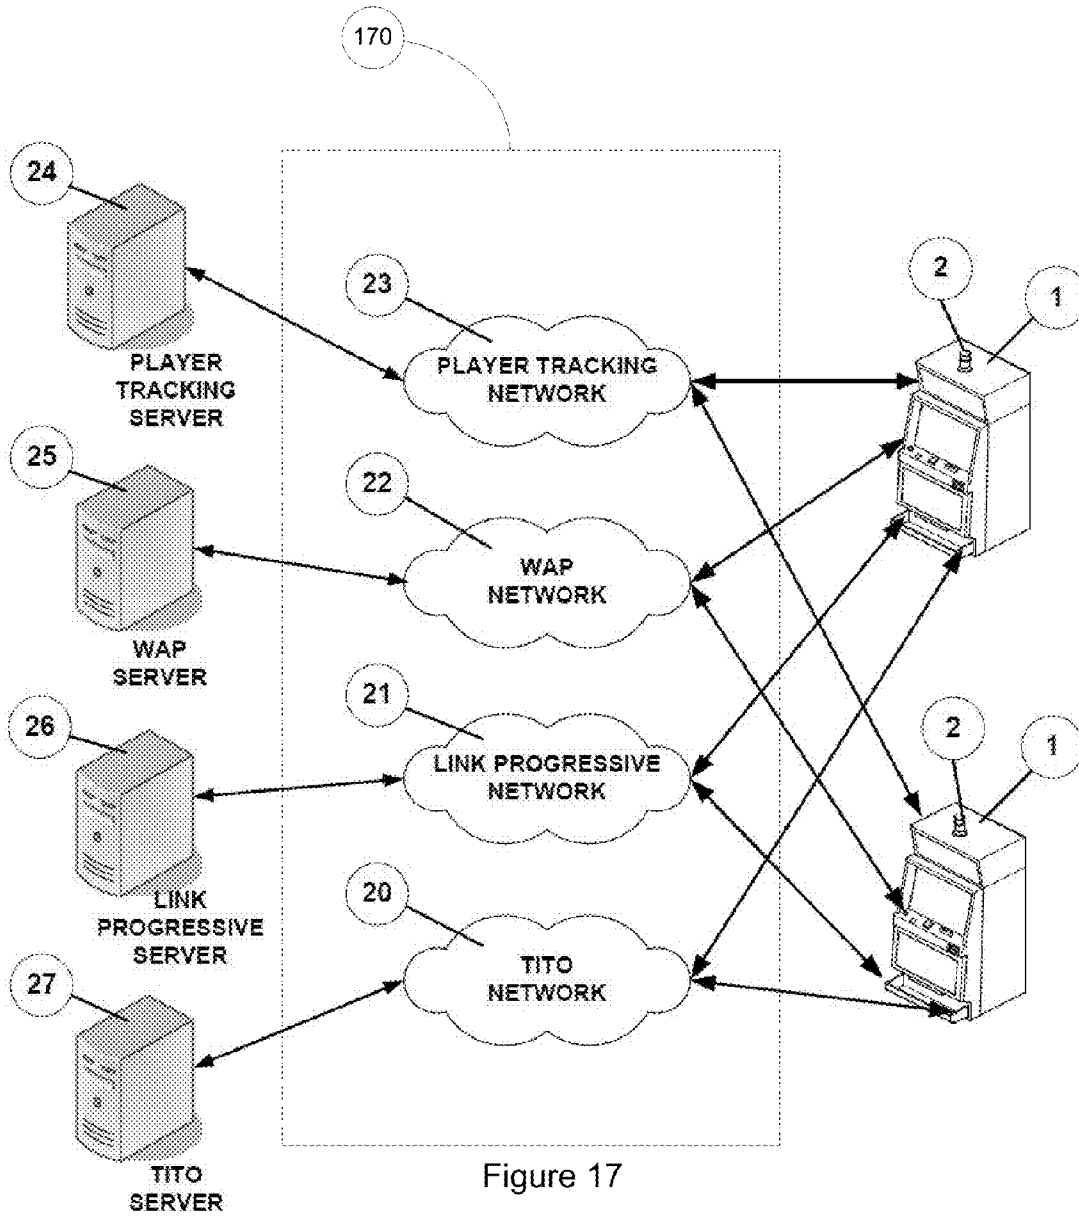 170
24
2
1
23
PLAYER TRACKING
NETWORK
PLAYER
TRACKING
SERVER
25
22
WAP
NETWORK
WAP
SERVER
21
26
2
1
LINK PROGRESSIVE
NETWORK
20
LINK
PROGRESSIVE
SERVER
TITO
NETWORK
27
TITO
SERVER
Figure 17